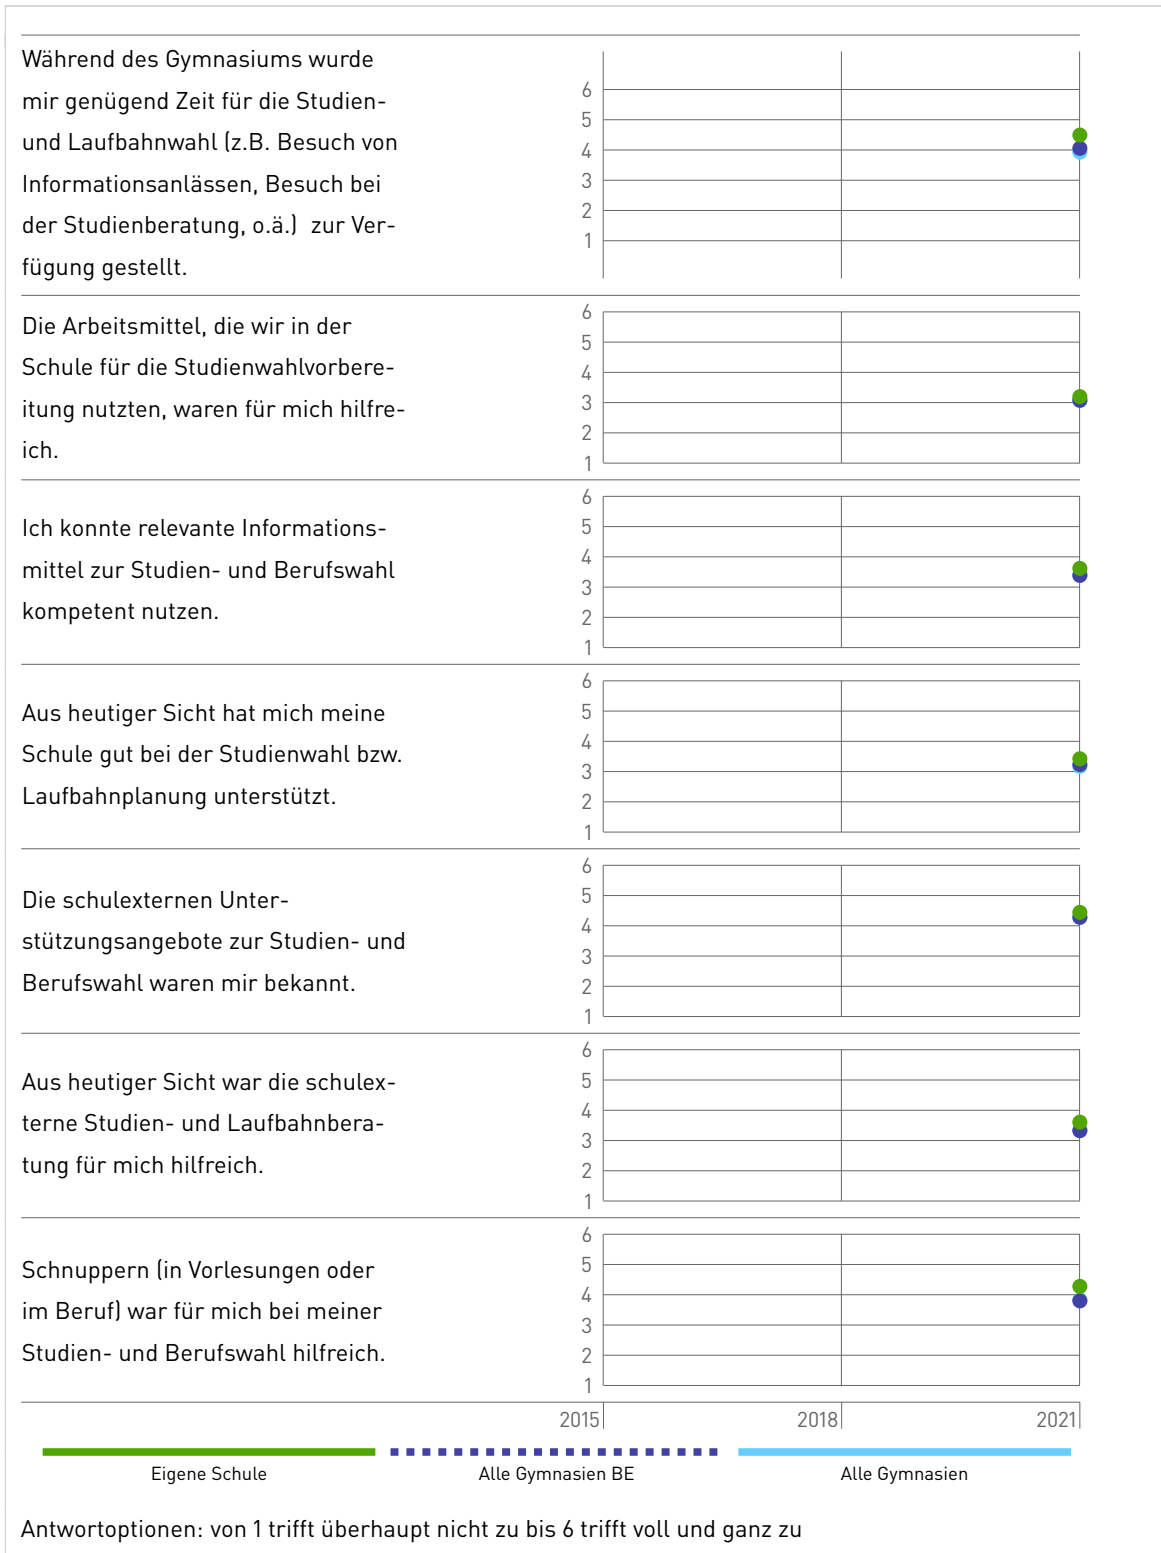 Während des Gymnasiums wurde
mir genügend Zeit für die Studien-
und Laufbahnwahl (z.B. Besuch von
Informationsanlässen, Besuch bei
der Studienberatung, o.ä.) zur Ver-
fügung gestellt.
6
5
4
3
2
1
Die Arbeitsmittel, die wir in der
Schule für die Studienwahlvorbere-
itung nutzten, waren für mich hilfre-
ich.
6
5
4
3
2
1
Ich konnte relevante Informations-
mittel zur Studien- und Berufswahl
kompetent nutzen.
6
5
4
3
2
1
Aus heutiger Sicht hat mich meine
Schule gut bei der Studienwahl bzw.
Laufbahnplanung unterstützt.
6
5
4
3
2
1
Die schulexternen Unter-
stützungsangebote zur Studien- und
Berufswahl waren mir bekannt.
6
5
4
3
2
1
Aus heutiger Sicht war die schulex-
terne Studien- und Laufbahnbera-
tung für mich hilfreich.
6
5
4
3
2
1
Schnuppern (in Vorlesungen oder
im Beruf) war für mich bei meiner
Studien- und Berufswahl hilfreich.
6
5
4
3
2
1
2015 2018 2021
Eigene Schule Alle Gymnasien BE Alle Gymnasien
Antwortoptionen: von 1 trifft überhaupt nicht zu bis 6 trifft voll und ganz zu